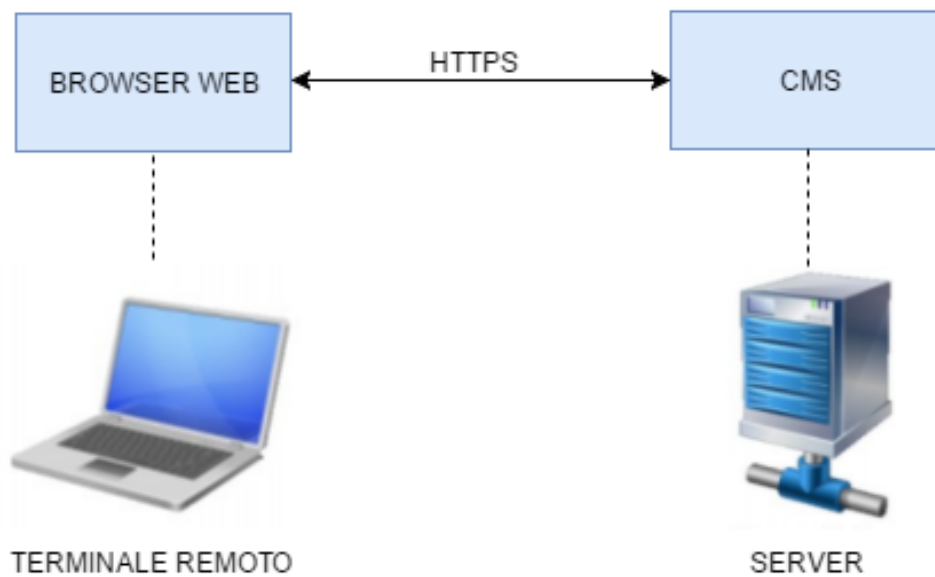 BROWSER WEB
HTTPS
CMS
TERMINALE REMOTO
SERVER